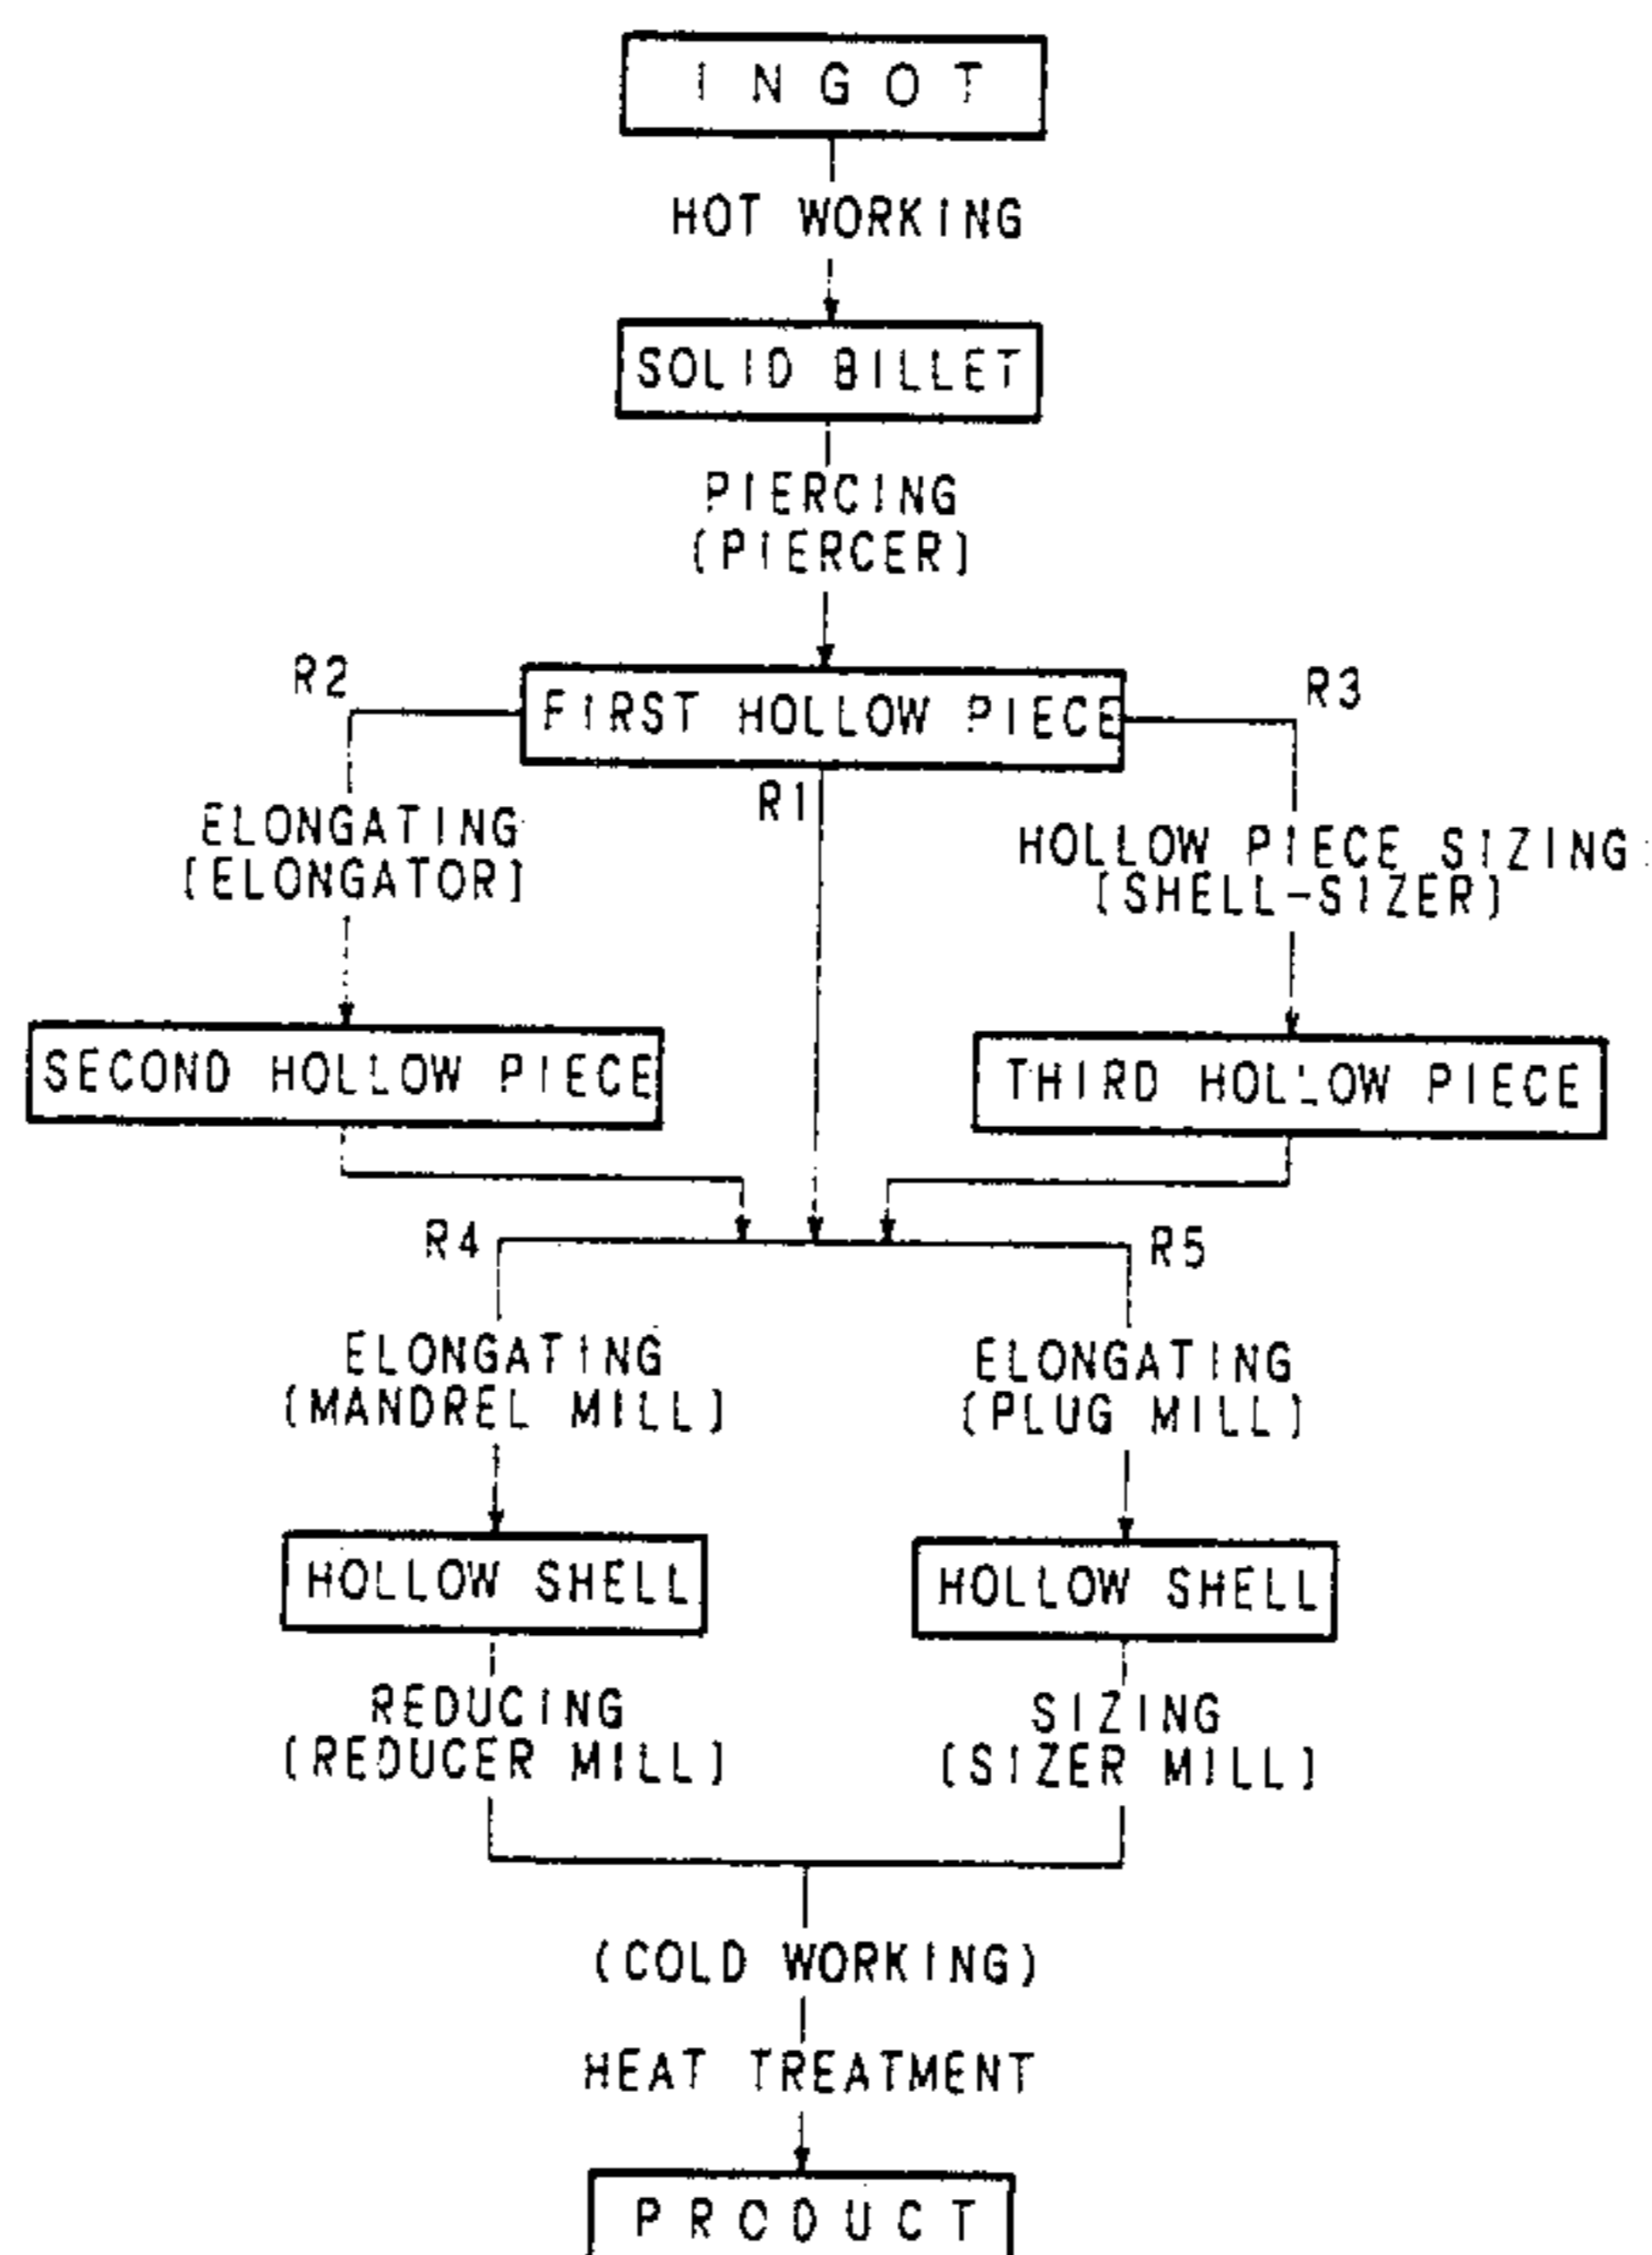 INGOT
HOT WORKING
SOLID BILLET
PIERCING
(PIERCER)
R2
FIRST HOLLOW PIECE
R3
R1
ELONGATING
(ELONGATOR)
HOLLOW PIECE SIZING
(SHELL-SIZER)
SECOND HOLLOW PIECE
THIRD HOLLOW PIECE
R4
R5
ELONGATING
(MANDREL MILL)
ELONGATING
(PLUG MILL)
HOLLOW SHELL
HOLLOW SHELL
REDUCING
(REDUCER MILL)
SIZING
(SIZER MILL)
(COLD WORKING)
HEAT TREATMENT
PRODUCT